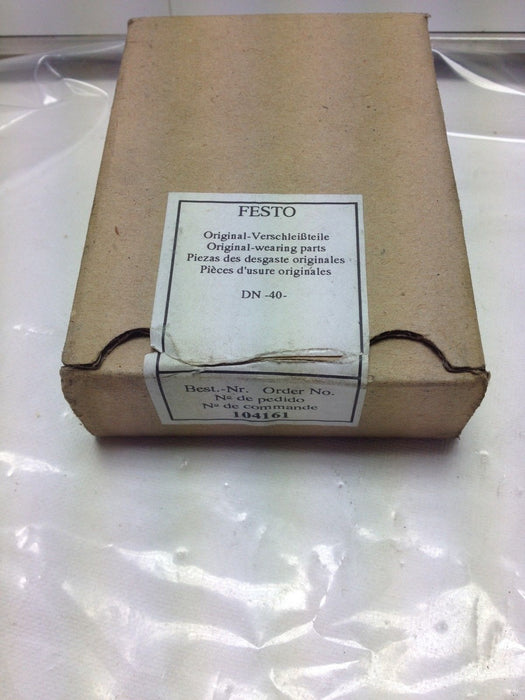 FESTO
Original-Verschleißteile
Original-wearing parts
Piezas des desgaste originales
Pièces d'usure originales
DN -40-
Best.-Nr. Order No.
Nº de pedido
Nº de commande
104161